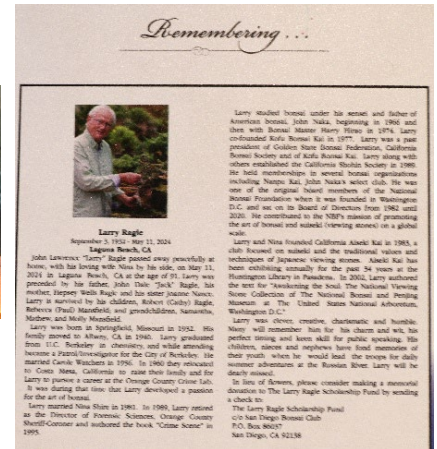 Remembering . . .
Larry Ragle
September 3, 1932 - May 11, 2024
Laguna Beach, CA
John Lawrence "Larry" Ragle passed away peacefully at
home, with his loving wife Nina by his side, on May 11,
2024 in Laguna Beach, CA at the age of 91. Larry was
preceded by his father, John Dale "Jack" Ragle, his
mother, Hepsey Wells Ragle and his sister Joanne Nance.
Larry is survived by his children, Robert (Cathy) Ragle,
Rebecca (Paul) Mansfield, and grandchildren, Samantha,
Mathew, and Molly Mansfield.
Larry was born in Springfield, Missouri in 1932. His
family moved to Albany, CA in 1940. Larry graduated
from U.C. Berkeley in chemistry, and while attending
become a Patrol/Investigator for the City of Berkeley. He
married Carole Watchers in 1956. In 1960 they relocated
to Costa Mesa, California to raise their family and for
Larry to pursue a career at the Orange County Crime Lab.
It was during that time that Larry developed a passion
for the art of bonsai.
Larry married Nina Shire in 1981. In 1989, Larry retired
as the Director of Forensic Sciences, Orange County
Sheriff-Coroner and authored the book "Crime Scene" in
1995.
Larry studied bonsai under his sensei and father of
American bonsai, John Naka, beginning in 1966 and
then with Bonsai Master Harry Hirao in 1974. Larry
co-founded Kofu Bonsai Kai in 1977. Larry was a past
president of Golden State Bonsai Federation, California
Bonsai Society and of Kofu Bonsai Kai. Larry along with
others established the California Shohin Society in 1989.
He held memberships in several bonsai organizations
including Nanpu Kai, John Naka's select club. He was
one of the original board members of the National
Bonsai Foundation when it was founded in Washington
D.C. and sat on its Board of Directors from 1982 until
2020. He contributed to the NBF's mission of promoting
the art of bonsai and suiseki (viewing stones) on a global
scale.
Larry and Nina founded California Aiseki Kai in 1983, a
club focused on suiseki and the traditional values and
techniques of Japanese viewing stones. Aiseki Kai has
been exhibiting annually for the past 34 years at the
Huntington Library in Pasadena. In 2002, Larry authored
the text for "Awakening the Soul. The National Viewing
Stone Collection of The National Bonsai and Penjing
Museum at The United States National Arboretum,
Washington D.C."
Larry was clever, creative, charismatic and humble.
Many will remember him for his charm and wit, his
perfect timing and keen skill for public speaking. His
children, nieces and nephews have fond memories of
their youth when he would lead the troops for daily
summer adventures at the Russian River. Larry will be
dearly missed.
In lieu of flowers, please consider making a memorial
donation to The Larry Ragle Scholarship Fund by sending
a check to:
The Larry Ragle Scholarship Fund
c/o San Diego Bonsai Club
P.O. Box 86037
San Diego, CA 92138